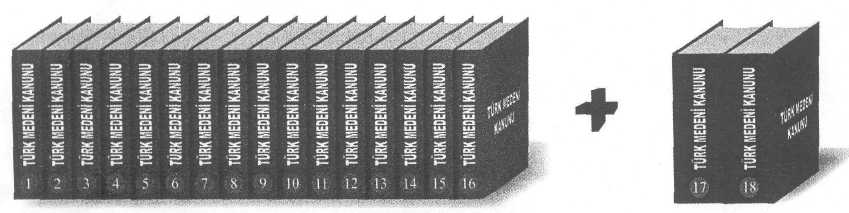 TÜRK MEDENİ KANUNU 1
TÜRK MEDENİ KANUNU 2
TÜRK MEDENİ KANUNU 3
TÜRK MEDENİ KANUNU 4
TÜRK MEDENİ KANUNU 5
TÜRK MEDENİ KANUNU 6
TÜRK MEDENİ KANUNU 7
TÜRK MEDENİ KANUNU 8
TÜRK MEDENİ KANUNU 9
TÜRK MEDENİ KANUNU 10
TÜRK MEDENİ KANUNU 11
TÜRK MEDENİ KANUNU 12
TÜRK MEDENİ KANUNU 13
TÜRK MEDENİ KANUNU 14
TÜRK MEDENİ KANUNU 15
TÜRK MEDENİ KANUNU 16
TÜRK MEDENİ
KANUNU
+
TÜRK MEDENİ KANUNU 17
TÜRK MEDENİ KANUNU 18
TÜRK MEDENİ
KANUNU